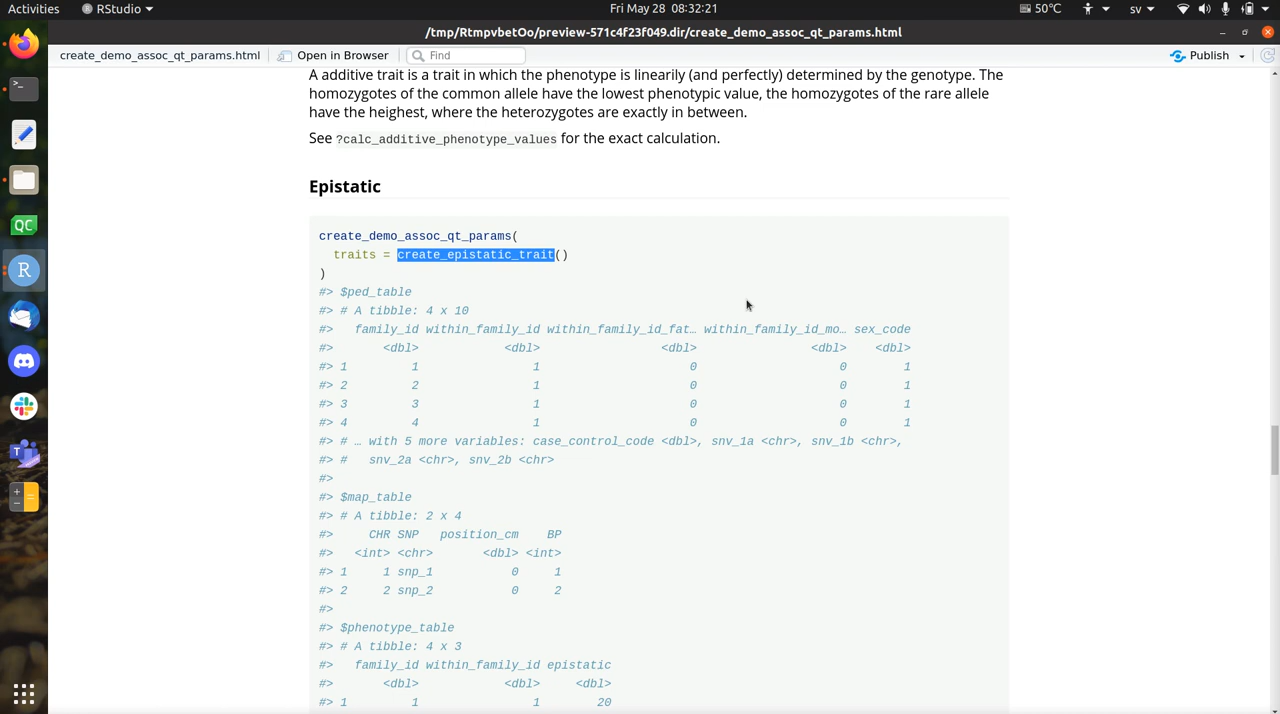 Activities RStudio Fri May 28 08:32:21 50°C sv
/tmp/RtmpvbetOo/preview-571c4f23f049.dir/create_demo_assoc_qt_params.html
create_demo_assoc_qt_params.html Open in Browser Find Publish
A additive trait is a trait in which the phenotype is linearily (and perfectly) determined by the genotype. The
homozygotes of the common allele have the lowest phenotypic value, the homozygotes of the rare allele
have the heighest, where the heterozygotes are exactly in between.
See ?calc_additive_phenotype_values for the exact calculation.
Epistatic
create_demo_assoc_qt_params(
  traits = create_epistatic_trait()
)
#> $ped_table
#> # A tibble: 4 x 10
#>   family_id within_family_id within_family_id_fat… within_family_id_mo… sex_code
#>       <dbl>            <dbl>                 <dbl>                <dbl>    <dbl>
#> 1         1                1                     0                    0        1
#> 2         2                1                     0                    0        1
#> 3         3                1                     0                    0        1
#> 4         4                1                     0                    0        1
#> # … with 5 more variables: case_control_code <dbl>, snv_1a <chr>, snv_1b <chr>,
#> #   snv_2a <chr>, snv_2b <chr>
#>
#> $map_table
#> # A tibble: 2 x 4
#>     CHR SNP   position_cm    BP
#>   <int> <chr>       <dbl> <int>
#> 1     1 snp_1           0     1
#> 2     2 snp_2           0     2
#>
#> $phenotype_table
#> # A tibble: 4 x 3
#>   family_id within_family_id epistatic
#>       <dbl>            <dbl>     <dbl>
#> 1         1                1        20